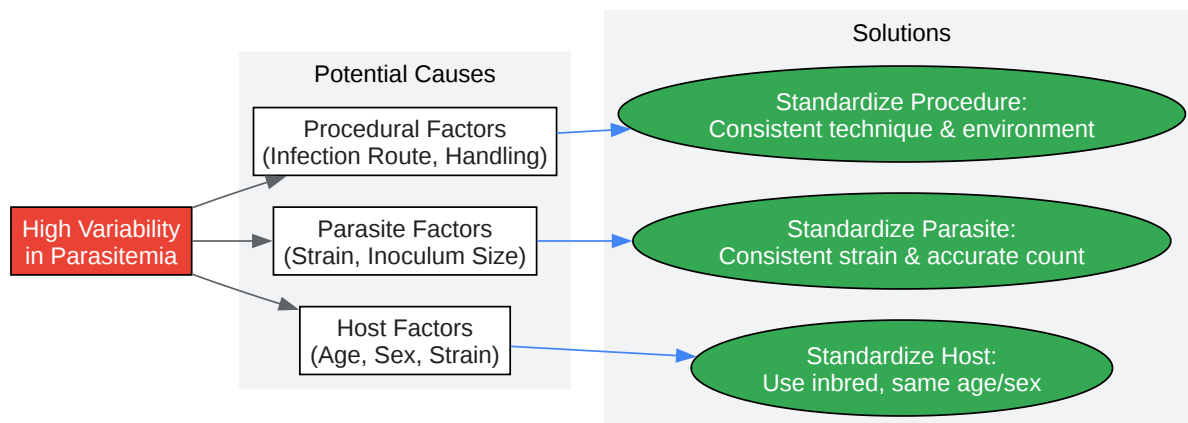 High Variability
in Parasitemia
Potential Causes
Procedural Factors
(Infection Route, Handling)
Parasite Factors
(Strain, Inoculum Size)
Host Factors
(Age, Sex, Strain)
Solutions
Standardize Procedure:
Consistent technique & environment
Standardize Parasite:
Consistent strain & accurate count
Standardize Host:
Use inbred, same age/sex